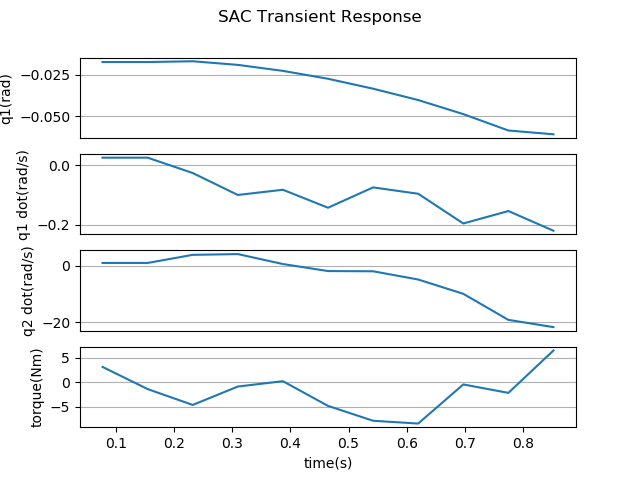 SAC Transient Response
q1(rad)
−0.025
−0.050
q1 dot(rad/s)
0.0
−0.2
q2 dot(rad/s)
0
−20
torque(Nm)
5
0
−5
0.1 0.2 0.3 0.4 0.5 0.6 0.7 0.8
time(s)